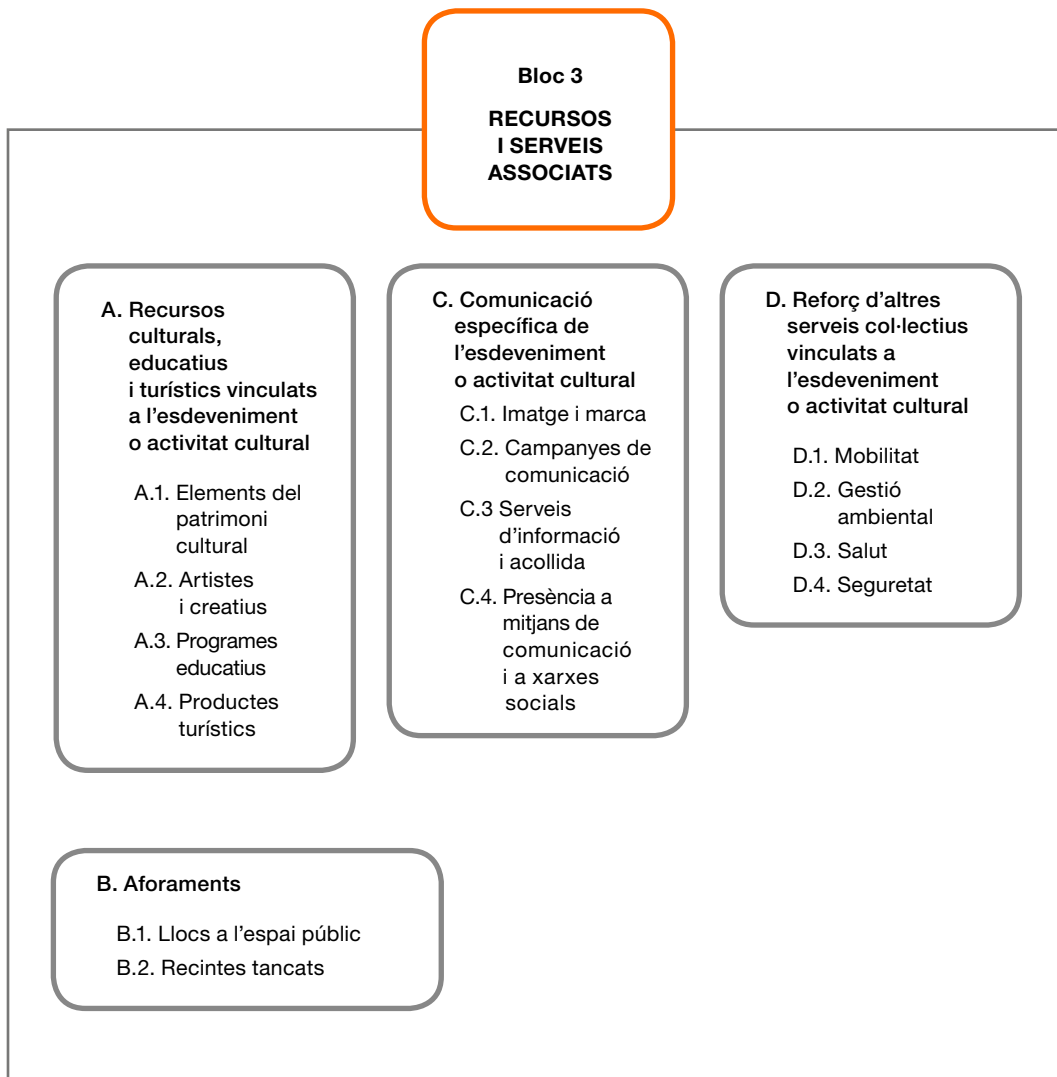 Bloc 3
RECURSOS
I SERVEIS
ASSOCIATS
A. Recursos
culturals,
educatius
i turístics vinculats
a l’esdeveniment
o activitat cultural
A.1. Elements del
patrimoni
cultural
A.2. Artistes
i creatius
A.3. Programes
educatius
A.4. Productes
turístics
B. Aforaments
B.1. Llocs a l’espai públic
B.2. Recintes tancats
C. Comunicació
específica de
l’esdeveniment
o activitat cultural
C.1. Imatge i marca
C.2. Campanyes de
comunicació
C.3 Serveis
d’informació
i acollida
C.4. Presència a
mitjans de
comunicació
i a xarxes
socials
D. Reforç d’altres
serveis col·lectius
vinculats a
l’esdeveniment
o activitat cultural
D.1. Mobilitat
D.2. Gestió
ambiental
D.3. Salut
D.4. Seguretat